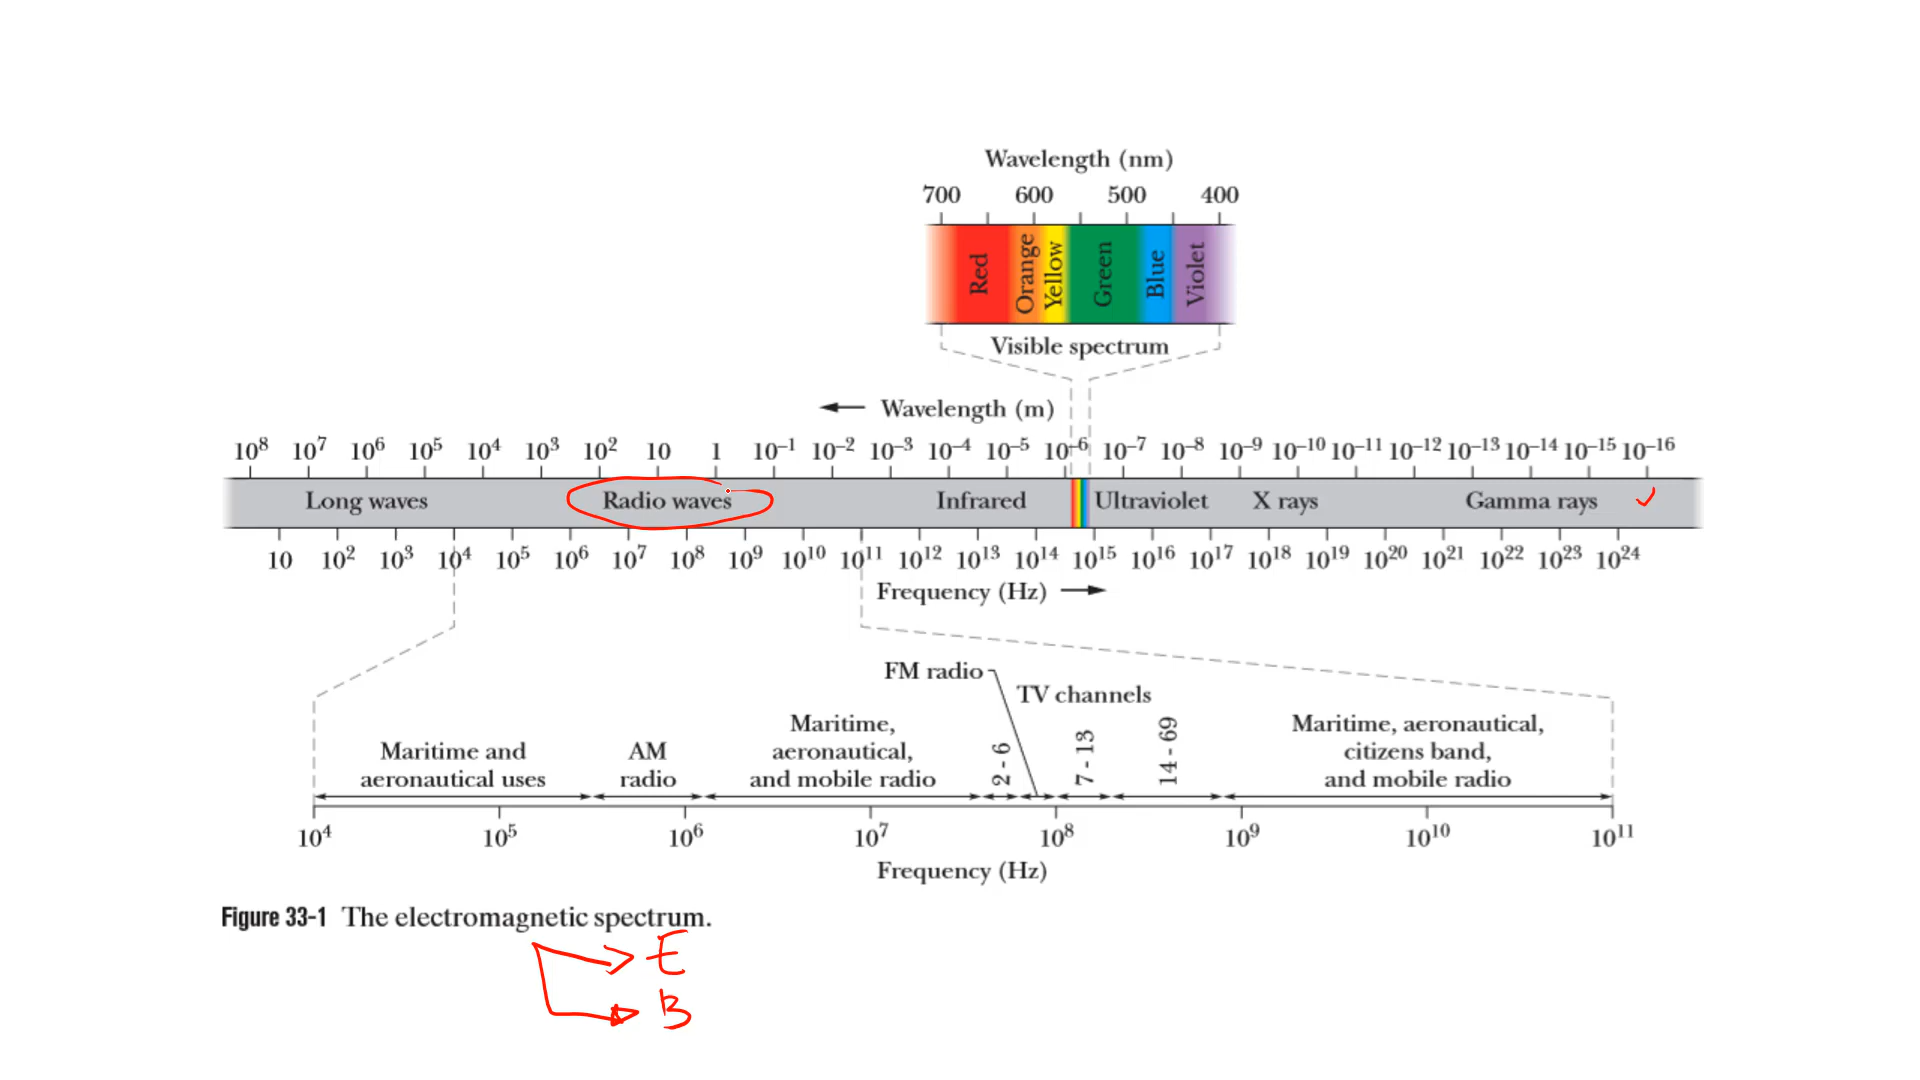 Wavelength (nm)
700 600 500 400
Red Orange Yellow Green Blue Violet
Visible spectrum
Wavelength (m)
10⁸ 10⁷ 10⁶ 10⁵ 10⁴ 10³ 10² 10 1 10⁻¹ 10⁻² 10⁻³ 10⁻⁴ 10⁻⁵ 10⁻⁶ 10⁻⁷ 10⁻⁸ 10⁻⁹ 10⁻¹⁰ 10⁻¹¹ 10⁻¹² 10⁻¹³ 10⁻¹⁴ 10⁻¹⁵ 10⁻¹⁶
Long waves Radio waves Infrared Ultraviolet X rays Gamma rays
10 10² 10³ 10⁴ 10⁵ 10⁶ 10⁷ 10⁸ 10⁹ 10¹⁰ 10¹¹ 10¹² 10¹³ 10¹⁴ 10¹⁵ 10¹⁶ 10¹⁷ 10¹⁸ 10¹⁹ 10²⁰ 10²¹ 10²² 10²³ 10²⁴
Frequency (Hz)
FM radio
TV channels
Maritime and
aeronautical uses
AM
radio
Maritime,
aeronautical,
and mobile radio
2 - 6
7 - 13
14 - 69
Maritime, aeronautical,
citizens band,
and mobile radio
10⁴ 10⁵ 10⁶ 10⁷ 10⁸ 10⁹ 10¹⁰ 10¹¹
Frequency (Hz)
Figure 33-1 The electromagnetic spectrum.
E
B